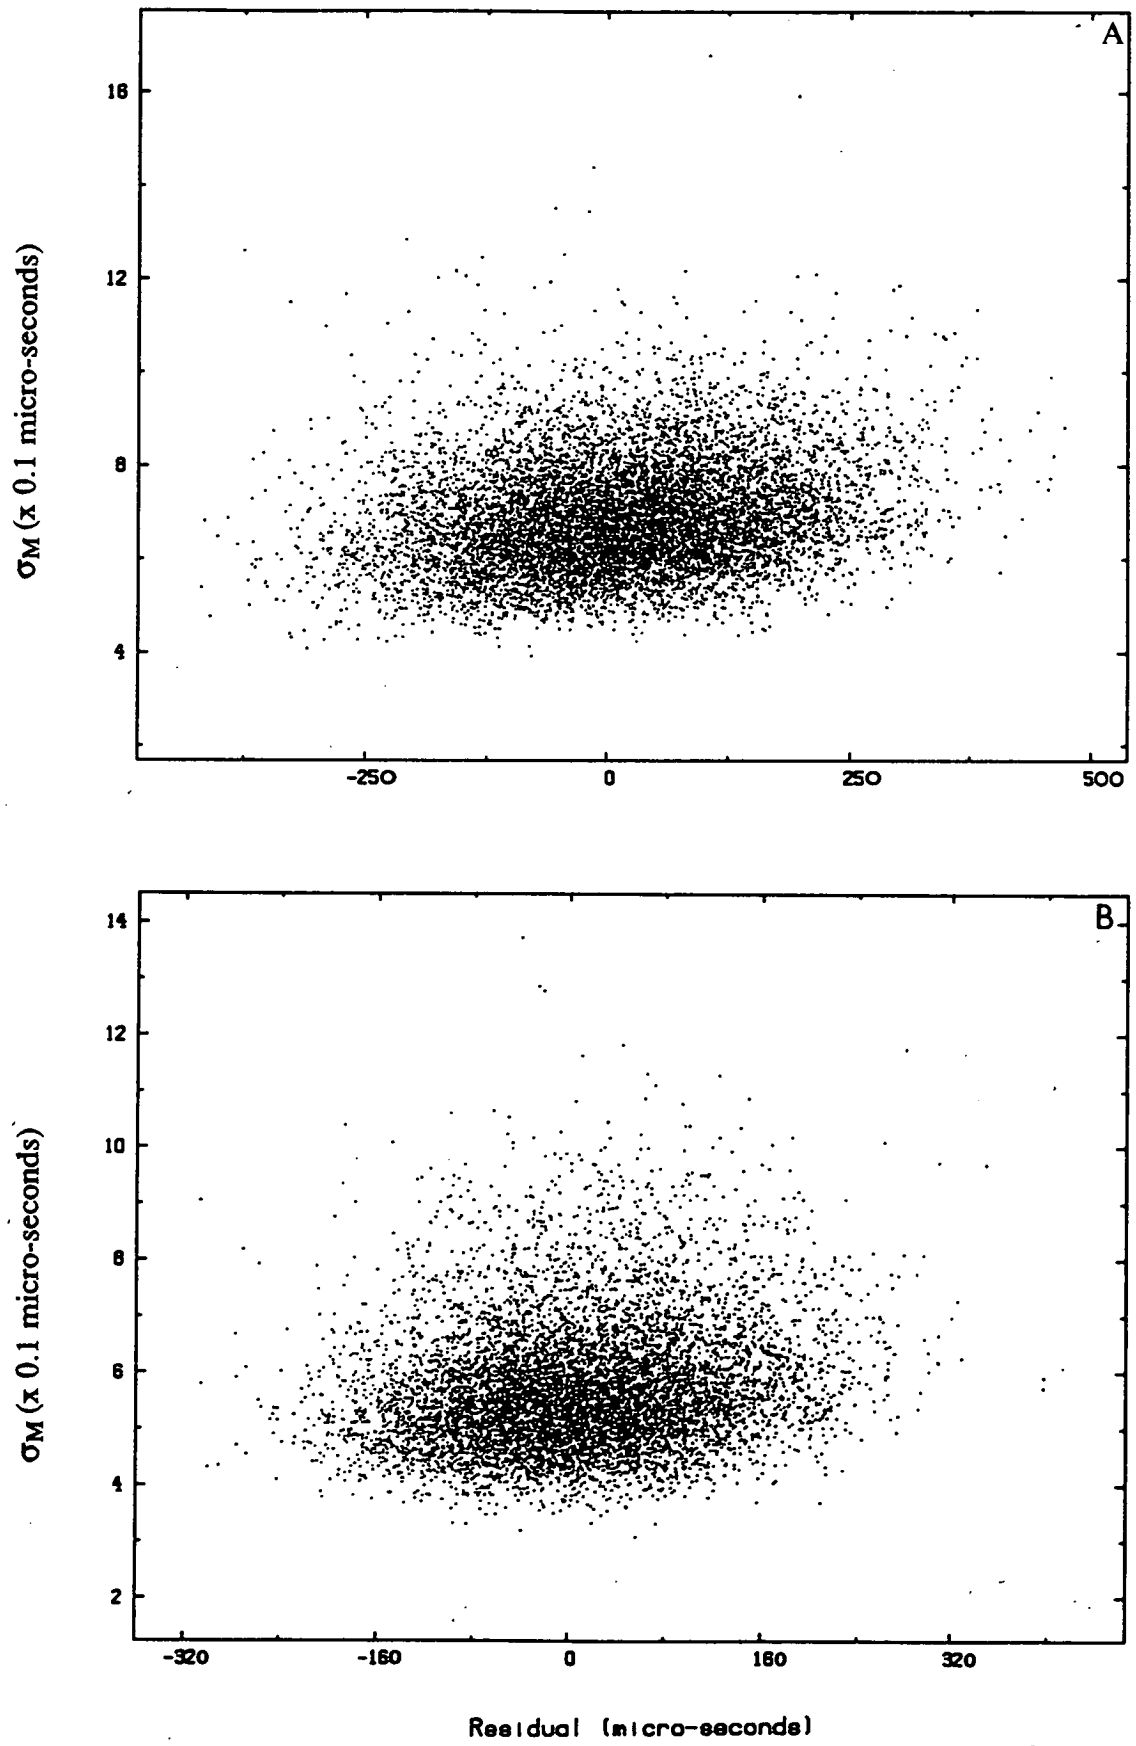 A
16
12
8
4
σM (x 0.1 micro-seconds)
-250 0 250 500
B
14
12
10
8
6
4
2
σM (x 0.1 micro-seconds)
-320 -160 0 160 320
Residual (micro-seconds)